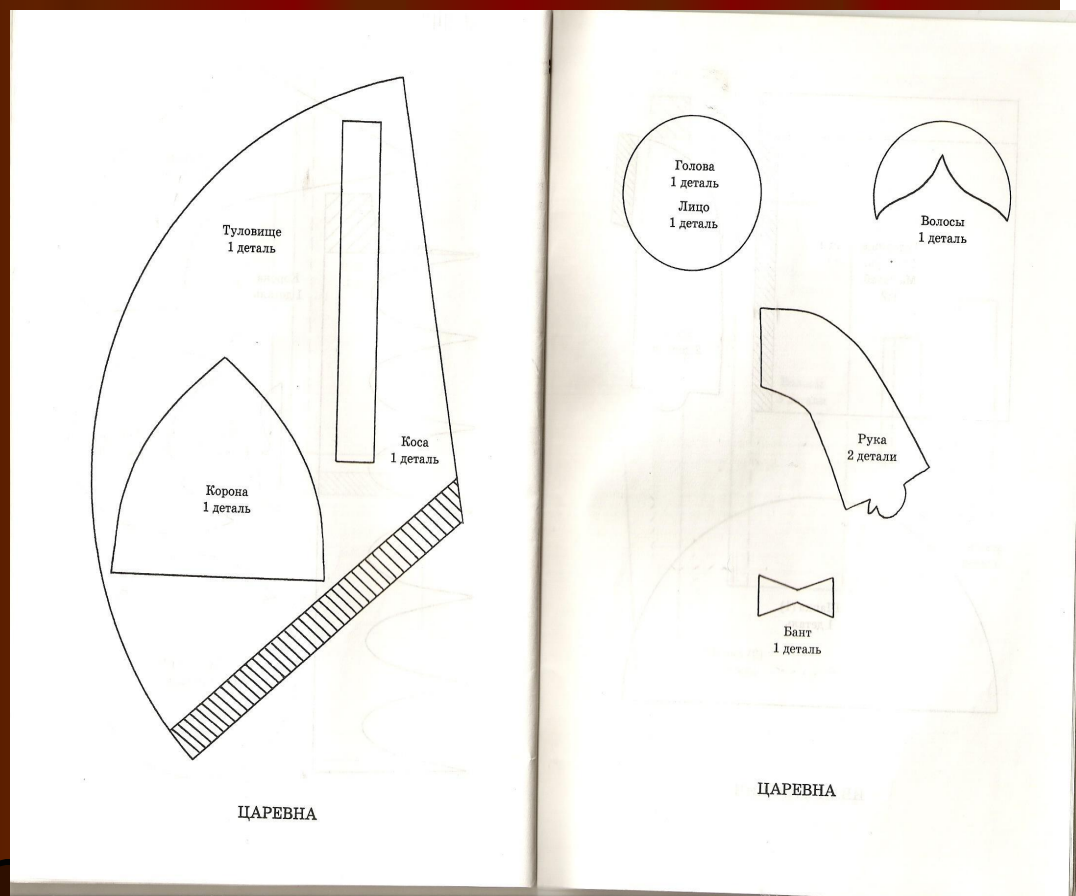 Туловище
1 деталь
Коса
1 деталь
Корона
1 деталь
ЦАРЕВНА
Голова
1 деталь
Лицо
1 деталь
Волосы
1 деталь
Рука
2 детали
Бант
1 деталь
ЦАРЕВНА